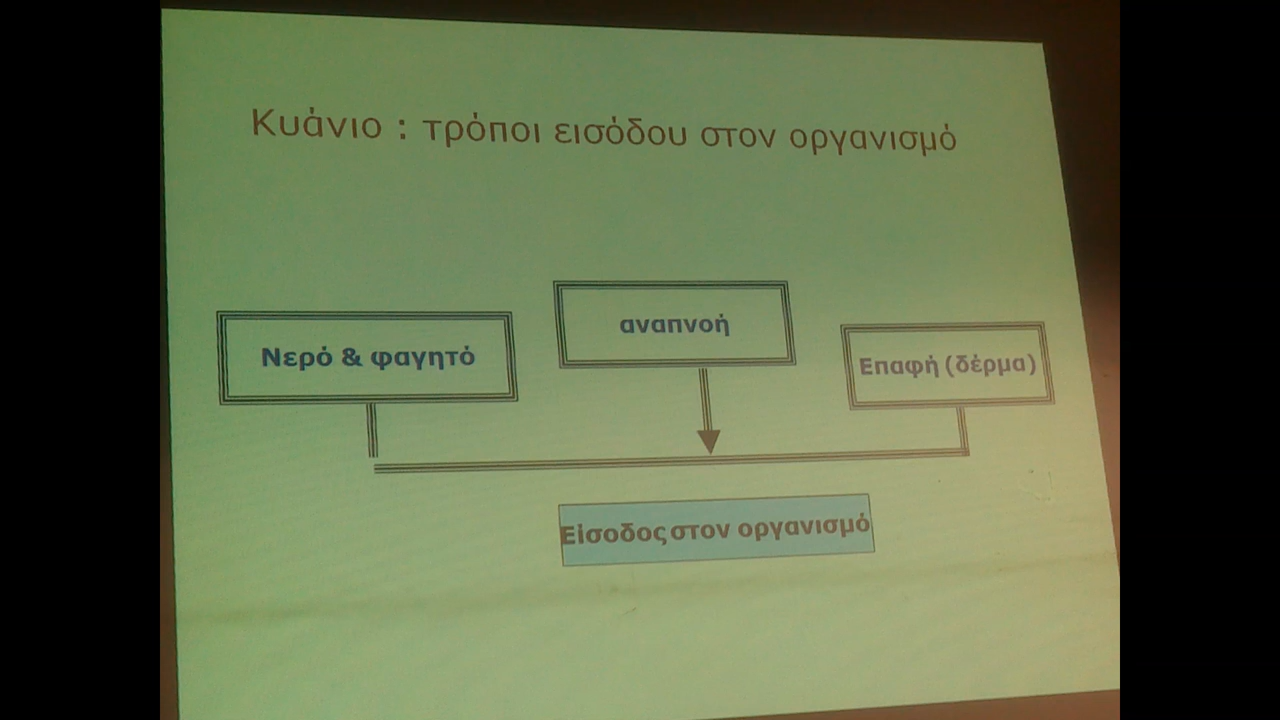 Κυάνιο : τρόποι εισόδου στον οργανισμό
Νερό & φαγητό
αναπνοή
Επαφή (δέρμα)
Είσοδος στον οργανισμό